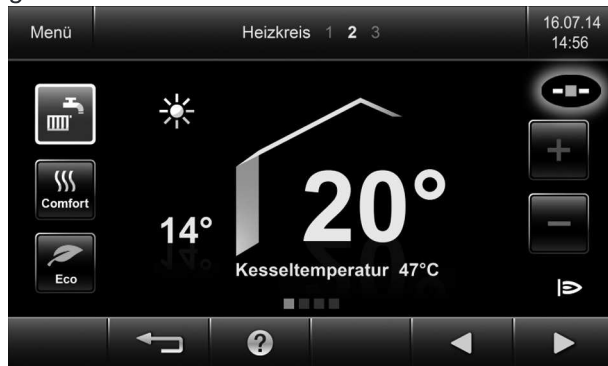 Menü
Heizkreis 1 2 3
16.07.14
14:56
Comfort
14°
20°
Eco
Kesseltemperatur 47°C